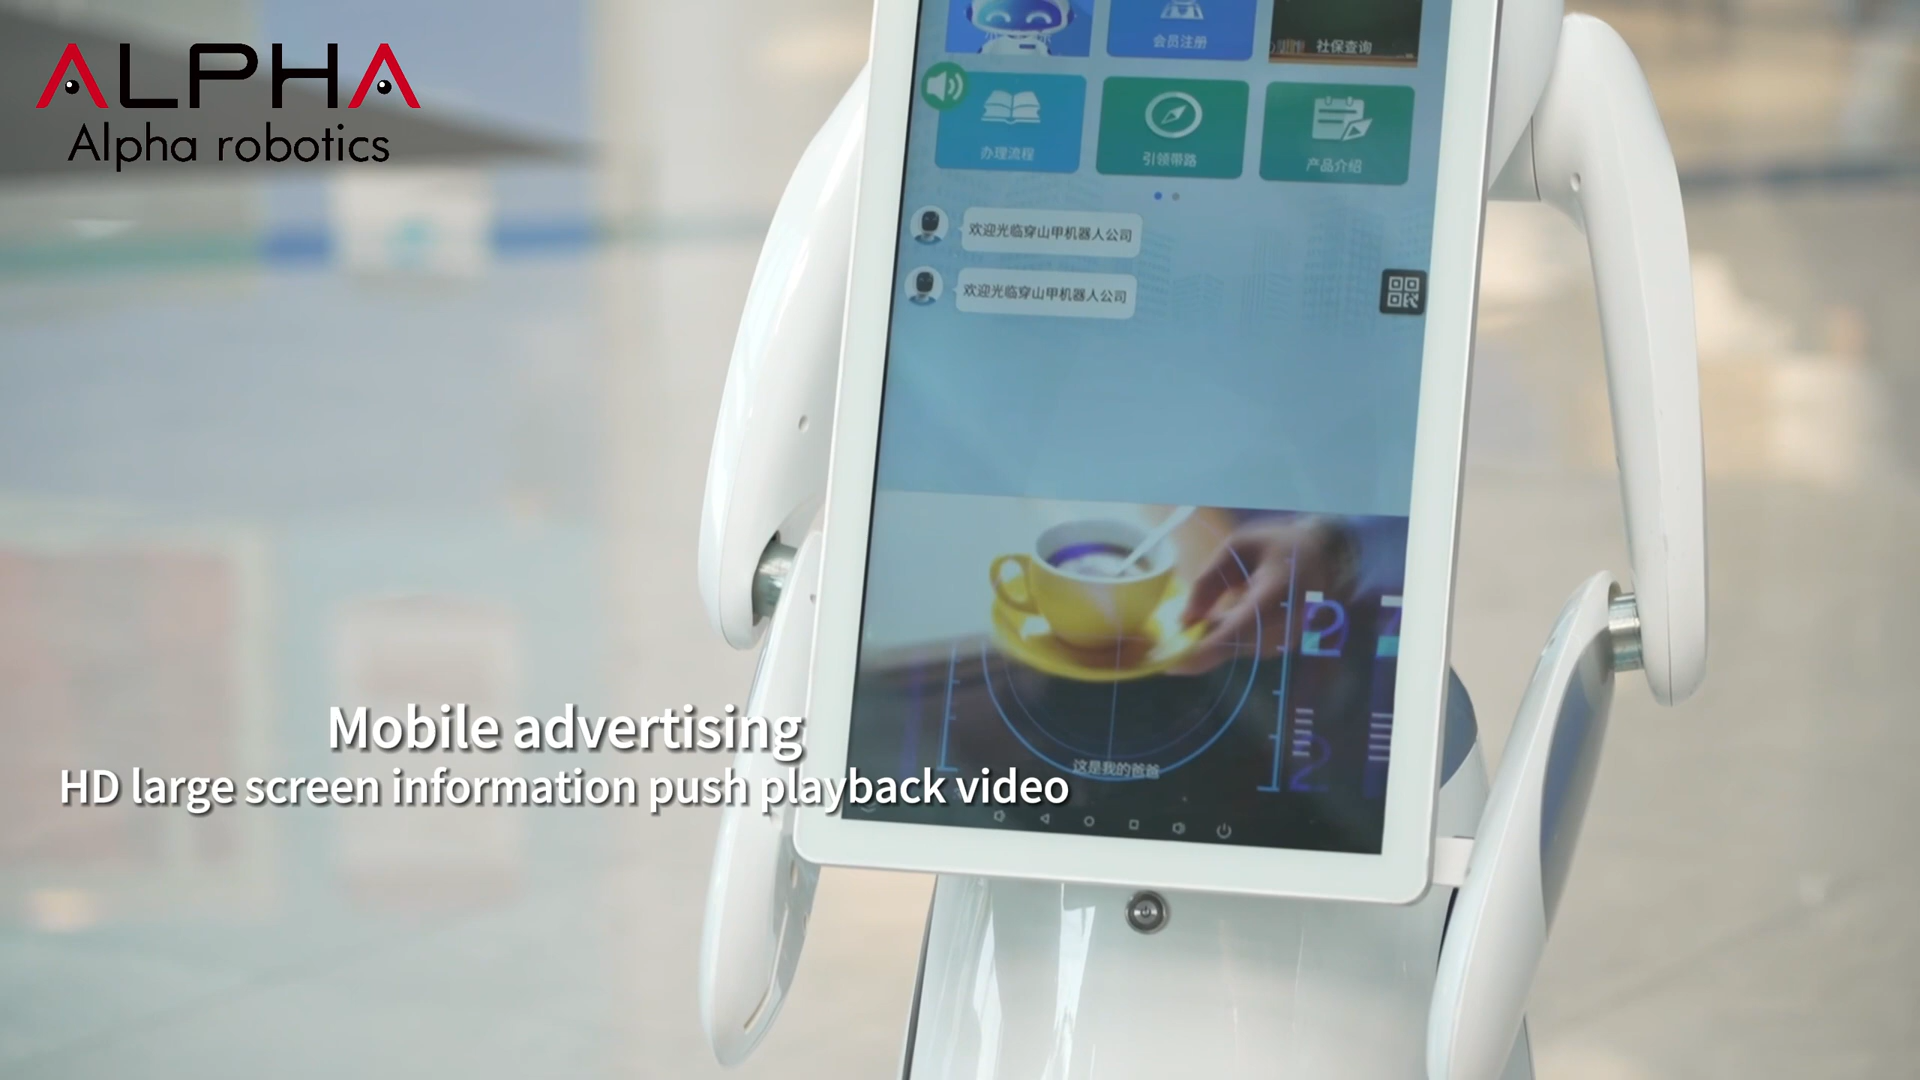 ALPHA
Alpha robotics
会员注册
社保查询
办理流程
引领带路
产品介绍
欢迎光临穿山甲机器人公司
欢迎光临穿山甲机器人公司
这是我的爸爸
Mobile advertising
HD large screen information push playback video